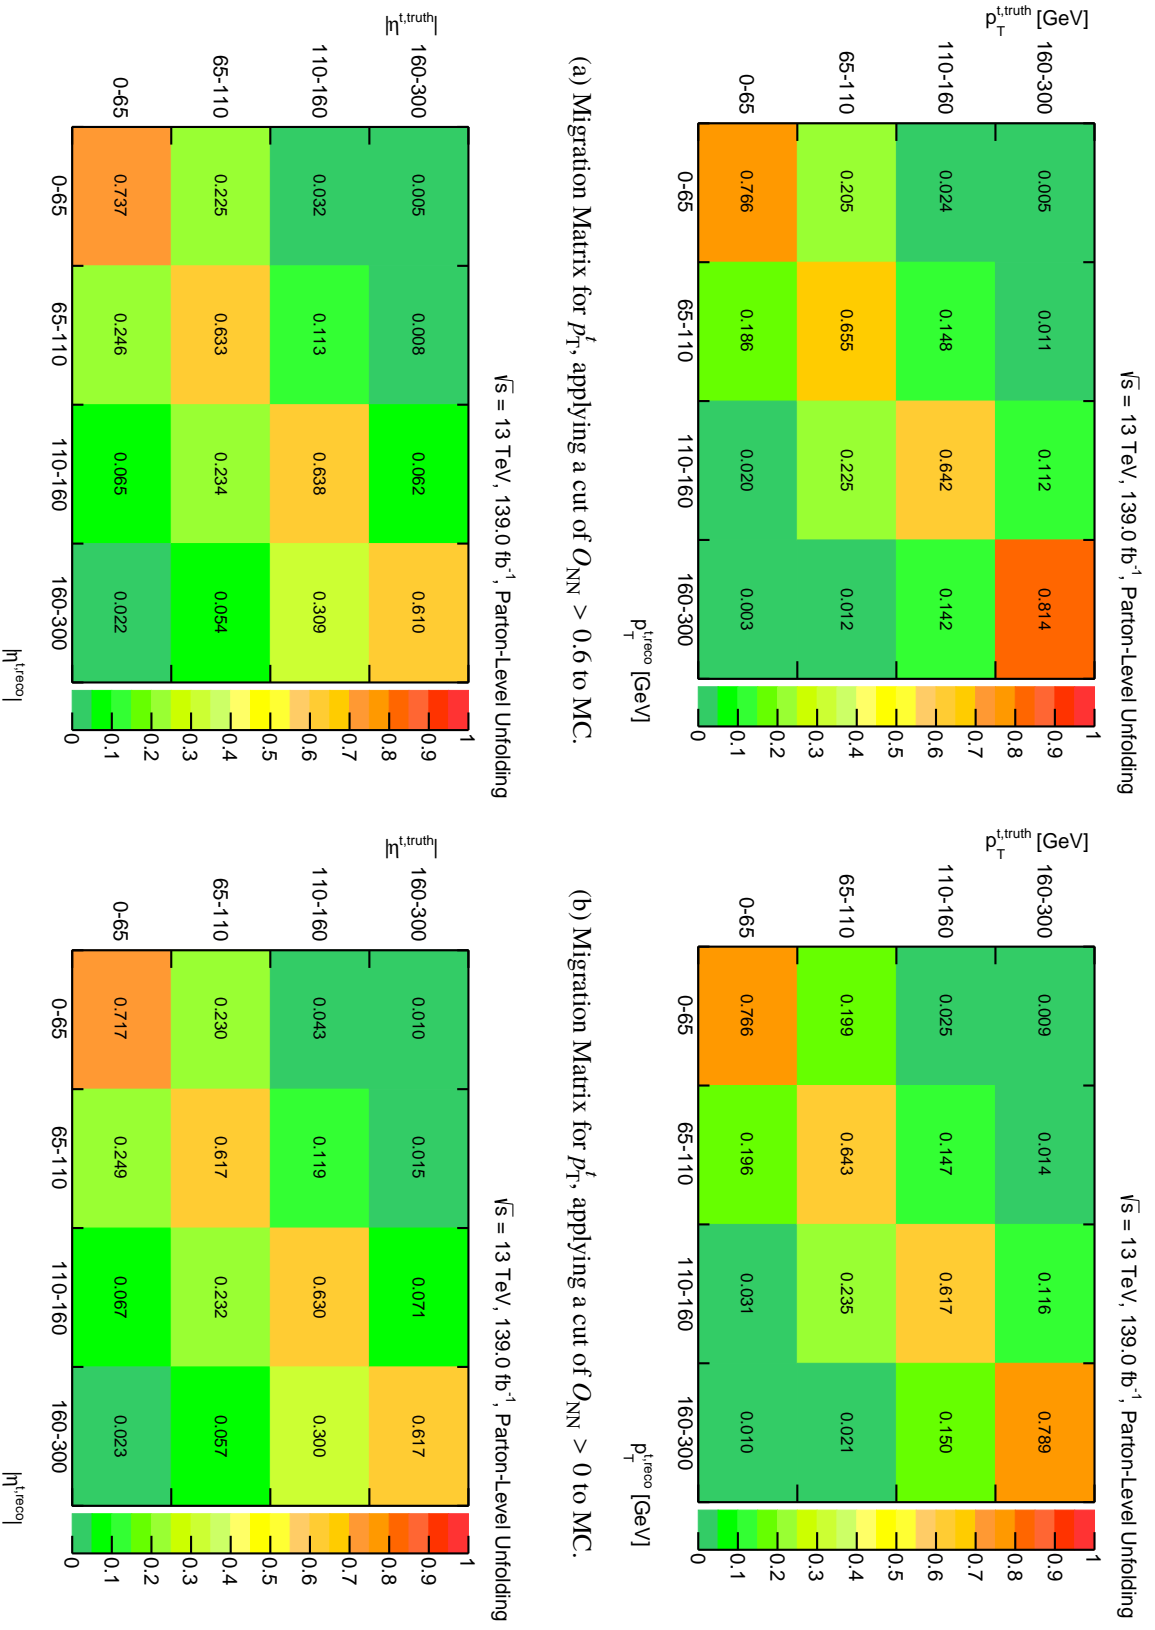 √s = 13 TeV, 139.0 fb⁻¹, Parton-Level Unfolding
p_T^{t,truth} [GeV]
160-300 0.005 0.011 0.112 0.814
110-160 0.024 0.148 0.642 0.142
65-110 0.205 0.655 0.225 0.012
0-65 0.766 0.186 0.020 0.003
0-65 65-110 110-160 160-300
p_T^{t,reco} [GeV]
1
0.9
0.8
0.7
0.6
0.5
0.4
0.3
0.2
0.1
0
(a) Migration Matrix for p_T^t, applying a cut of O_NN > 0.6 to MC.
√s = 13 TeV, 139.0 fb⁻¹, Parton-Level Unfolding
p_T^{t,truth} [GeV]
160-300 0.009 0.014 0.116 0.789
110-160 0.025 0.147 0.617 0.150
65-110 0.199 0.643 0.235 0.021
0-65 0.766 0.196 0.031 0.010
0-65 65-110 110-160 160-300
p_T^{t,reco} [GeV]
1
0.9
0.8
0.7
0.6
0.5
0.4
0.3
0.2
0.1
0
(b) Migration Matrix for p_T^t, applying a cut of O_NN > 0 to MC.
√s = 13 TeV, 139.0 fb⁻¹, Parton-Level Unfolding
|η^{t,truth}|
160-300 0.005 0.008 0.062 0.610
110-160 0.032 0.113 0.638 0.309
65-110 0.225 0.633 0.234 0.054
0-65 0.737 0.246 0.065 0.022
0-65 65-110 110-160 160-300
|η^{t,reco}|
1
0.9
0.8
0.7
0.6
0.5
0.4
0.3
0.2
0.1
0
√s = 13 TeV, 139.0 fb⁻¹, Parton-Level Unfolding
|η^{t,truth}|
160-300 0.010 0.015 0.071 0.617
110-160 0.043 0.119 0.630 0.300
65-110 0.230 0.617 0.232 0.057
0-65 0.717 0.249 0.067 0.023
0-65 65-110 110-160 160-300
|η^{t,reco}|
1
0.9
0.8
0.7
0.6
0.5
0.4
0.3
0.2
0.1
0